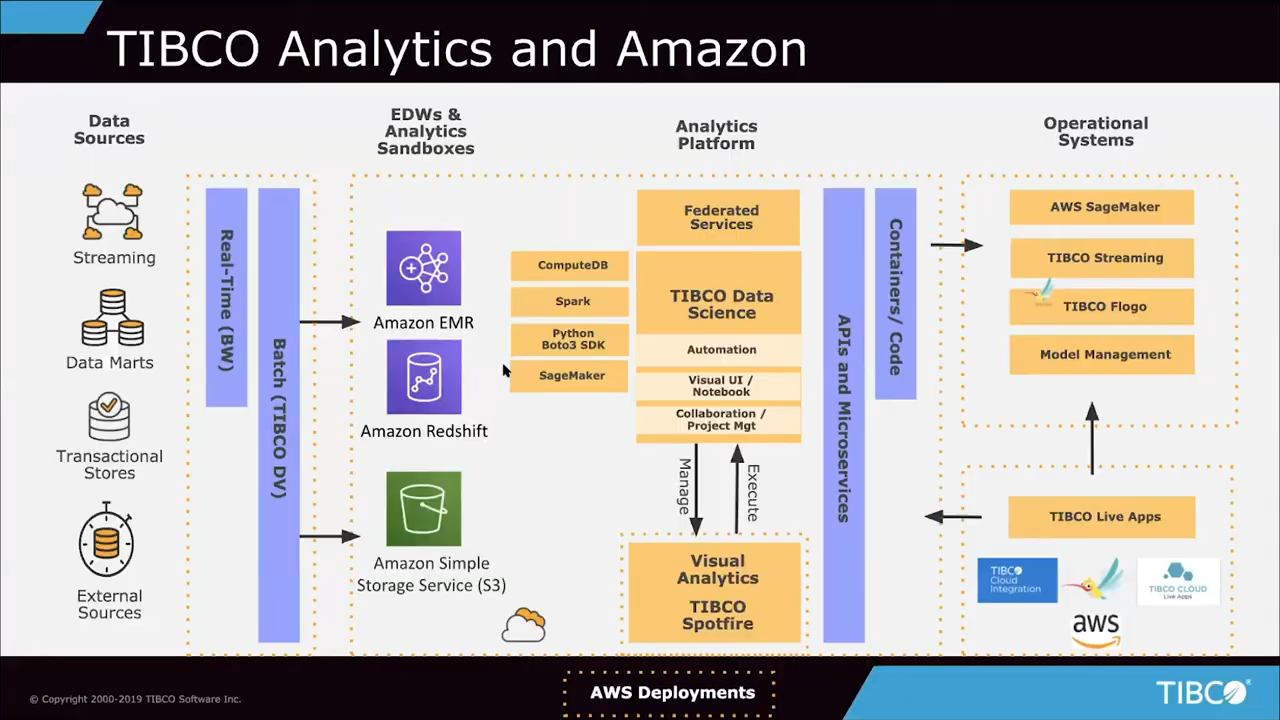 TIBCO Analytics and Amazon
Data
Sources
EDWs &
Analytics
Sandboxes
Analytics
Platform
Operational
Systems
Streaming
Data Marts
Transactional
Stores
External
Sources
Real-Time (BW)
Batch (TIBCO DV)
Amazon EMR
Amazon Redshift
Amazon Simple
Storage Service (S3)
ComputeDB
Spark
Python
Boto3 SDK
SageMaker
Federated
Services
TIBCO Data
Science
Automation
Visual UI /
Notebook
Collaboration /
Project Mgt
Manage
Execute
Visual
Analytics
TIBCO
Spotfire
APIs and Microservices
Containers/ Code
AWS SageMaker
TIBCO Streaming
TIBCO Flogo
Model Management
TIBCO Live Apps
TIBCO
Cloud
Integration
TIBCO CLOUD
Live Apps
aws
© Copyright 2000-2019 TIBCO Software Inc.
AWS Deployments
TIBCO®